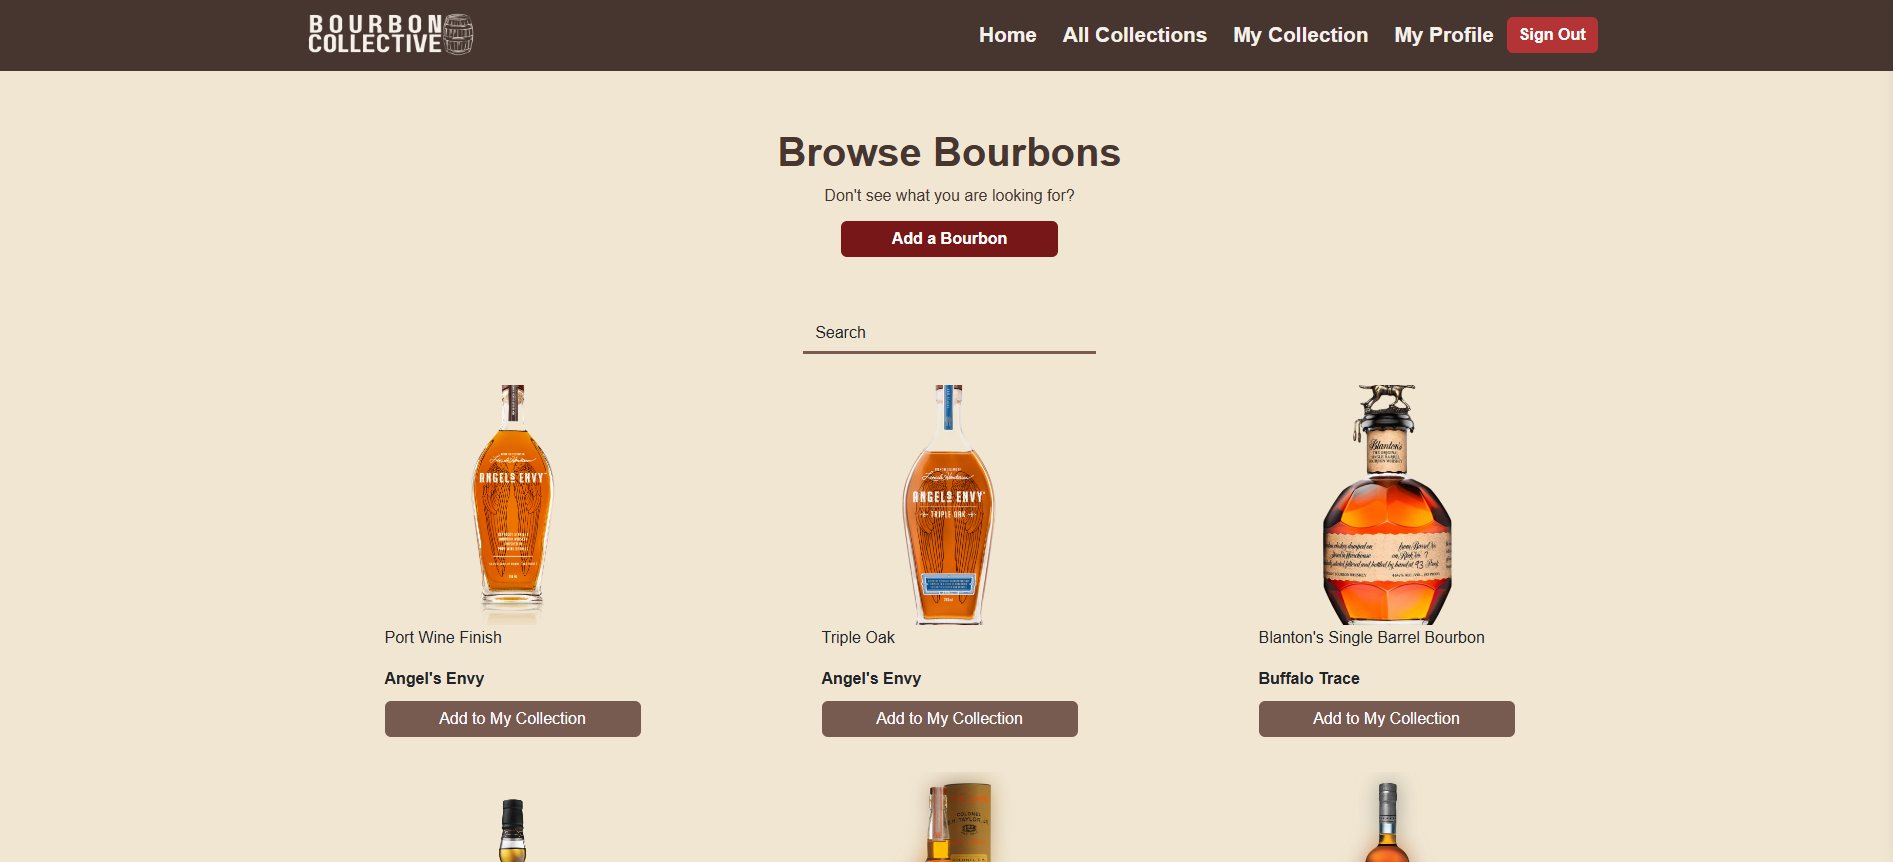 BOURBON
COLLECTIVE
Home All Collections My Collection My Profile Sign Out
Browse Bourbons
Don't see what you are looking for?
Add a Bourbon
Search
ANGEL'S ENVY
ANGEL'S ENVY
TRIPLE OAK
Blanton's
Port Wine Finish
Angel's Envy
Add to My Collection
Triple Oak
Angel's Envy
Add to My Collection
Blanton's Single Barrel Bourbon
Buffalo Trace
Add to My Collection
COLONEL
E.H. TAYLOR, JR.